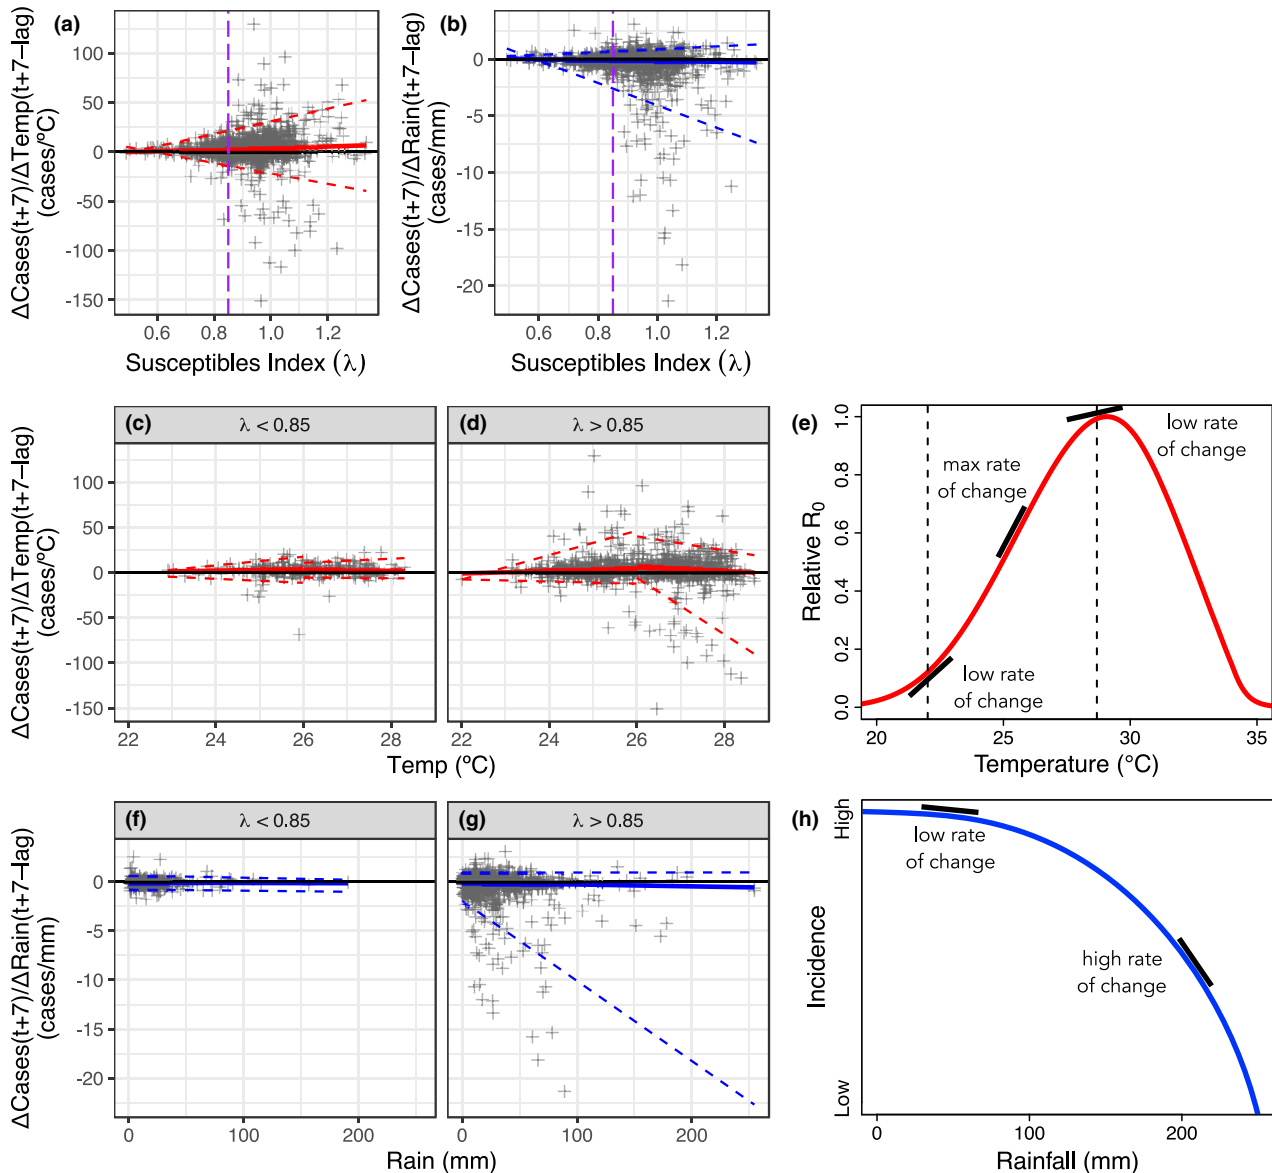 (a)
ΔCases(t+7)/ΔTemp(t+7−lag)
(cases/°C)
100
50
0
-50
-100
-150
0.6
0.8
1.0
1.2
Susceptibles Index (λ)
(b)
ΔCases(t+7)/ΔRain(t+7−lag)
(cases/mm)
0
-5
-10
-15
-20
0.6
0.8
1.0
1.2
Susceptibles Index (λ)
(c)
λ < 0.85
(d)
λ > 0.85
ΔCases(t+7)/ΔTemp(t+7−lag)
(cases/°C)
100
50
0
-50
-100
-150
22
24
26
28
22
24
26
28
Temp (°C)
(e)
Relative R0
1.0
0.8
0.6
0.4
0.2
0.0
low rate
of change
max rate
of change
low rate
of change
20
25
30
35
Temperature (°C)
(f)
λ < 0.85
(g)
λ > 0.85
ΔCases(t+7)/ΔRain(t+7−lag)
(cases/mm)
0
-5
-10
-15
-20
0
100
200
0
100
200
Rain (mm)
(h)
Incidence
High
Low
low rate
of change
high rate
of change
0
100
200
Rainfall (mm)